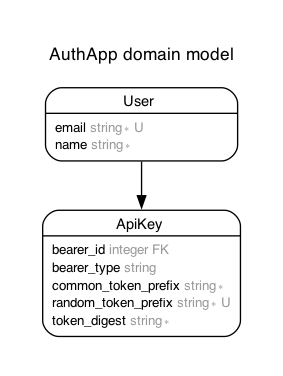 AuthApp domain model
User
email string* U
name string*
ApiKey
bearer_id integer FK
bearer_type string
common_token_prefix string*
random_token_prefix string* U
token_digest string*